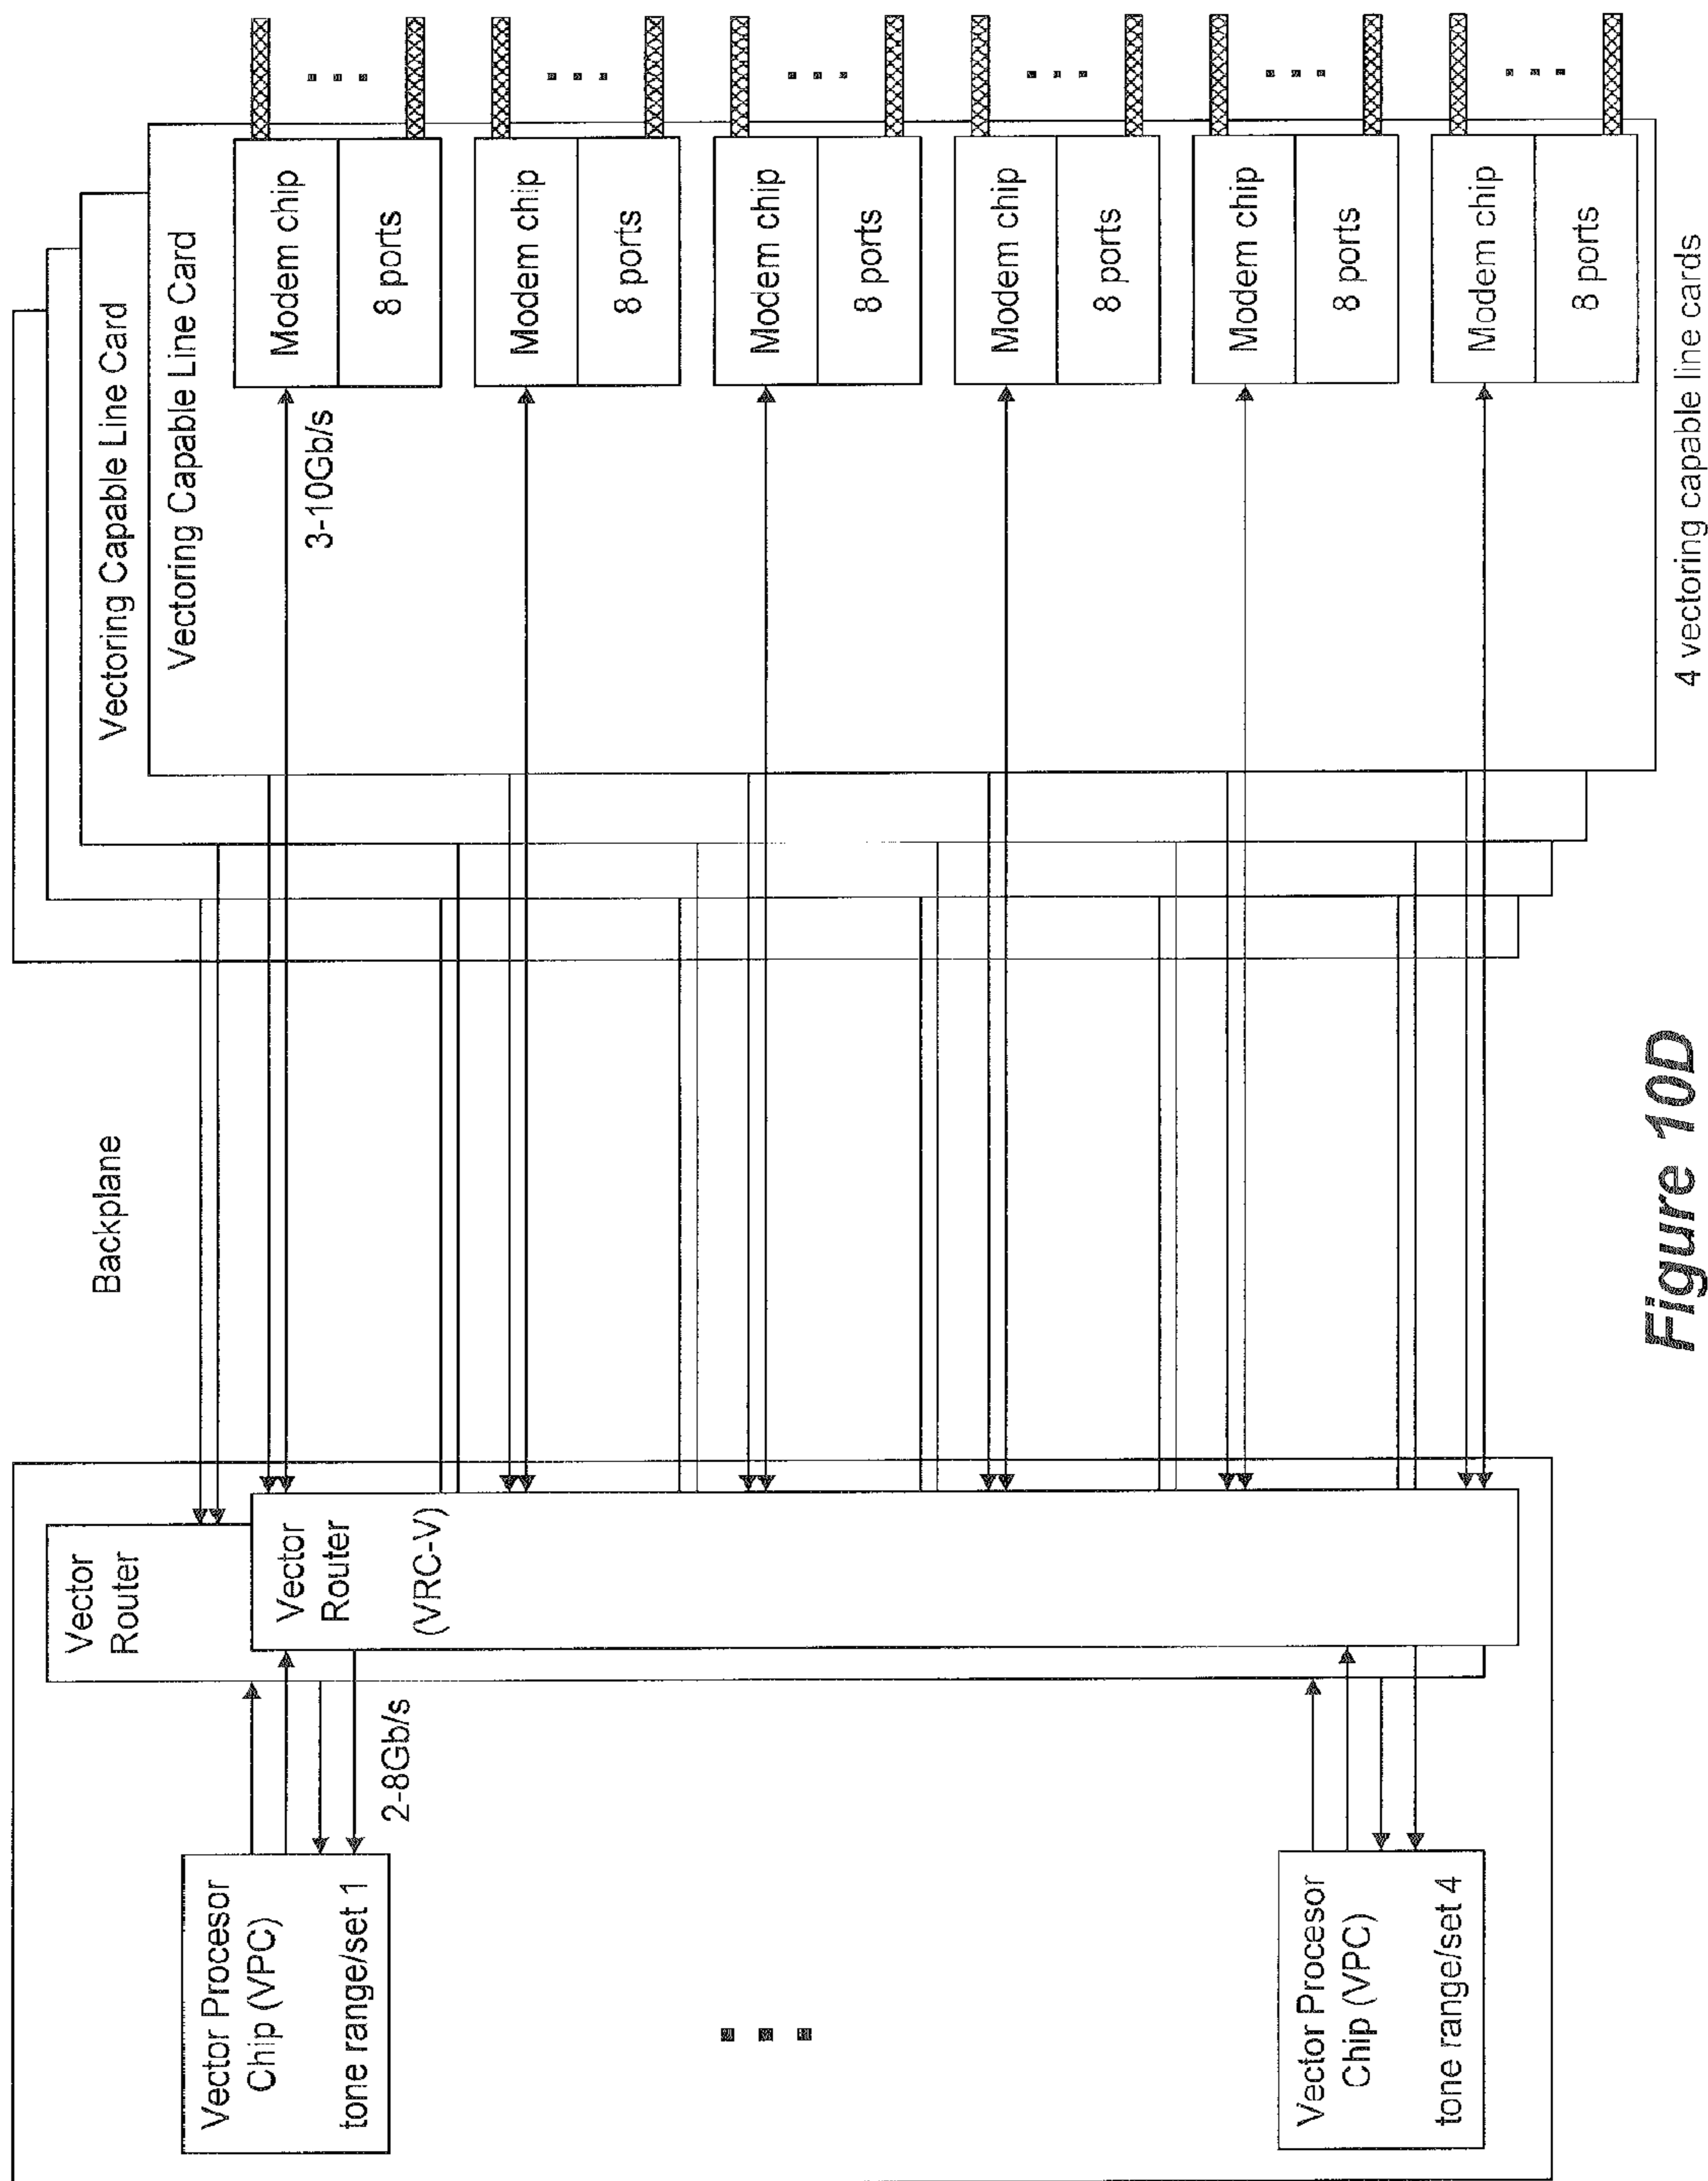 Vector Procesor
Chip (VPC)
tone range/set 1
2-8Gb/s
Vector
Router
Vector
Router
(VRC-V)
Backplane
Vectoring Capable Line Card
Vectoring Capable Line Card
3-10Gb/s
Modem chip
8 ports
Modem chip
8 ports
Modem chip
8 ports
Modem chip
8 ports
Modem chip
8 ports
Modem chip
8 ports
Vector Procesor
Chip (VPC)
tone range/set 4
4 vectoring capable line cards
Figure 10D